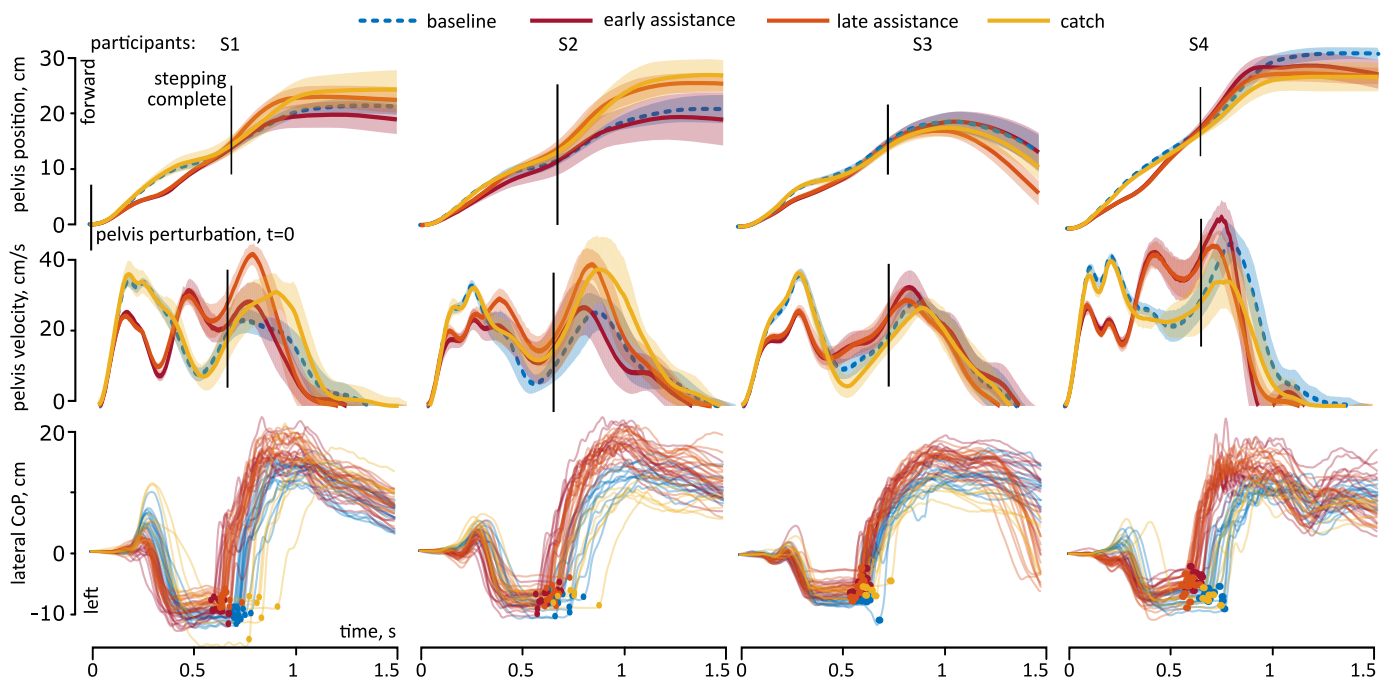 baseline early assistance late assistance catch
participants: S1 S2 S3 S4
pelvis position, cm
forward
30
20
10
0
stepping
complete
pelvis perturbation, t=0
pelvis velocity, cm/s
40
20
0
lateral CoP, cm
left
20
0
-10
time, s
0 0.5 1 1.5 0 0.5 1 1.5 0 0.5 1 1.5 0 0.5 1 1.5